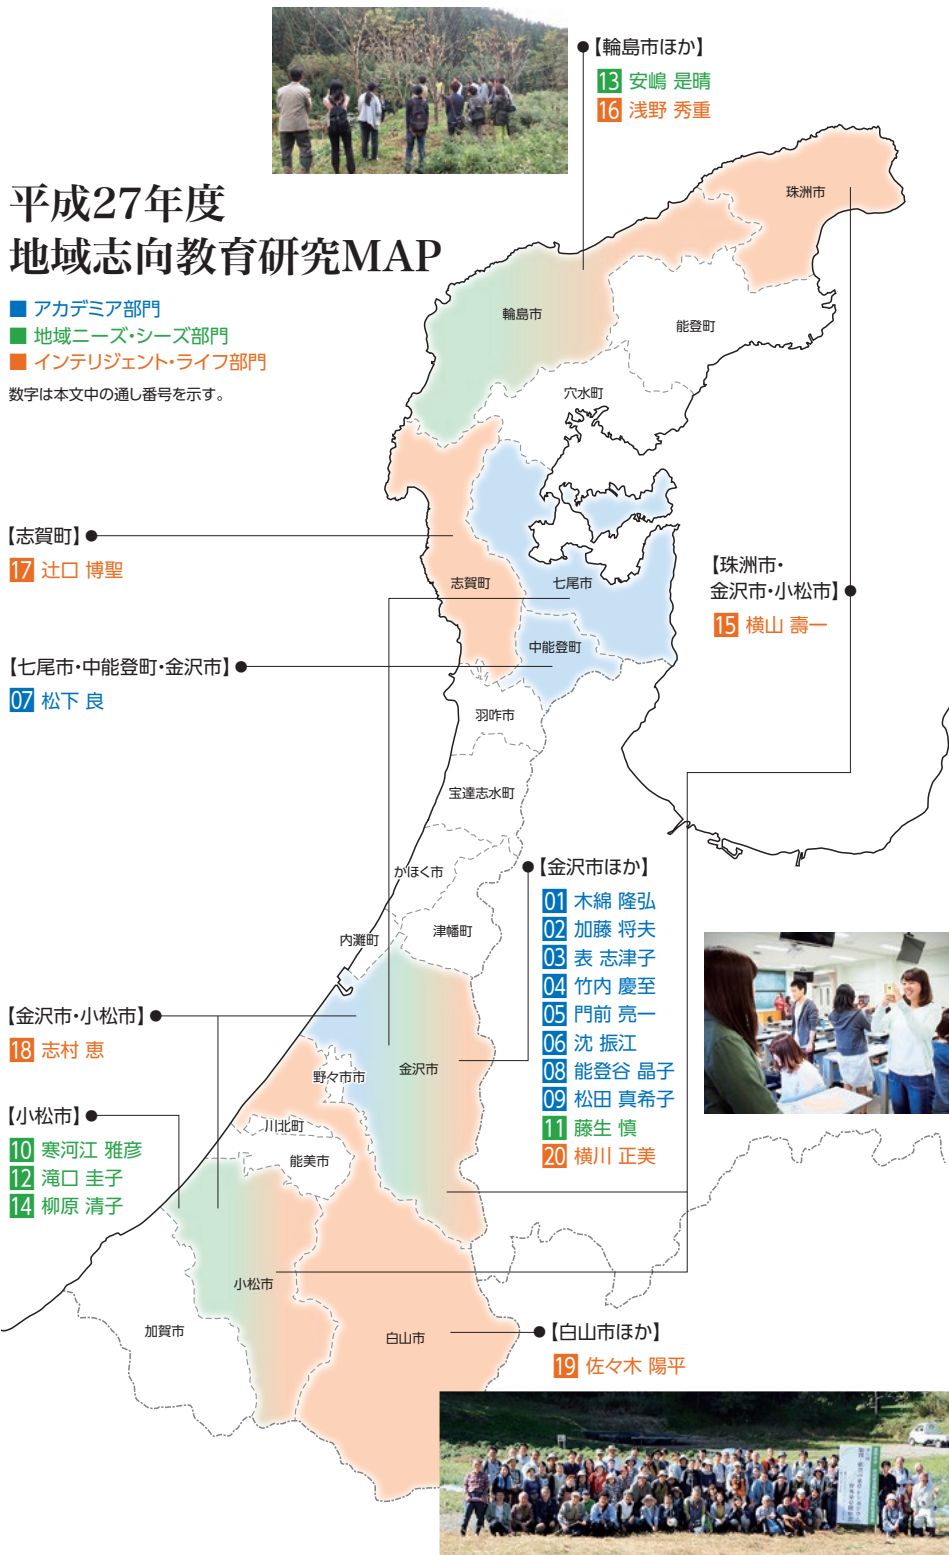 平成27年度
地域志向教育研究MAP
■ アカデミア部門
■ 地域ニーズ・シーズ部門
■ インテリジェント・ライフ部門
数字は本文中の通し番号を示す。
【輪島市ほか】
13 安嶋 是晴
16 浅野 秀重
珠洲市
輪島市
能登町
穴水町
【志賀町】
17 辻口 博聖
志賀町
七尾市
中能登町
【珠洲市・
金沢市・小松市】
15 横山 壽一
【七尾市・中能登町・金沢市】
07 松下 良
羽咋市
宝達志水町
かほく市
津幡町
内灘町
【金沢市ほか】
01 木綿 隆弘
02 加藤 将夫
03 表 志津子
04 竹内 慶至
05 門前 亮一
06 沈 振江
08 能登谷 晶子
09 松田 真希子
11 藤生 慎
20 横川 正美
【金沢市・小松市】
18 志村 恵
金沢市
野々市市
川北町
能美市
【小松市】
10 寒河江 雅彦
12 滝口 圭子
14 柳原 清子
小松市
加賀市
白山市
【白山市ほか】
19 佐々木 陽平